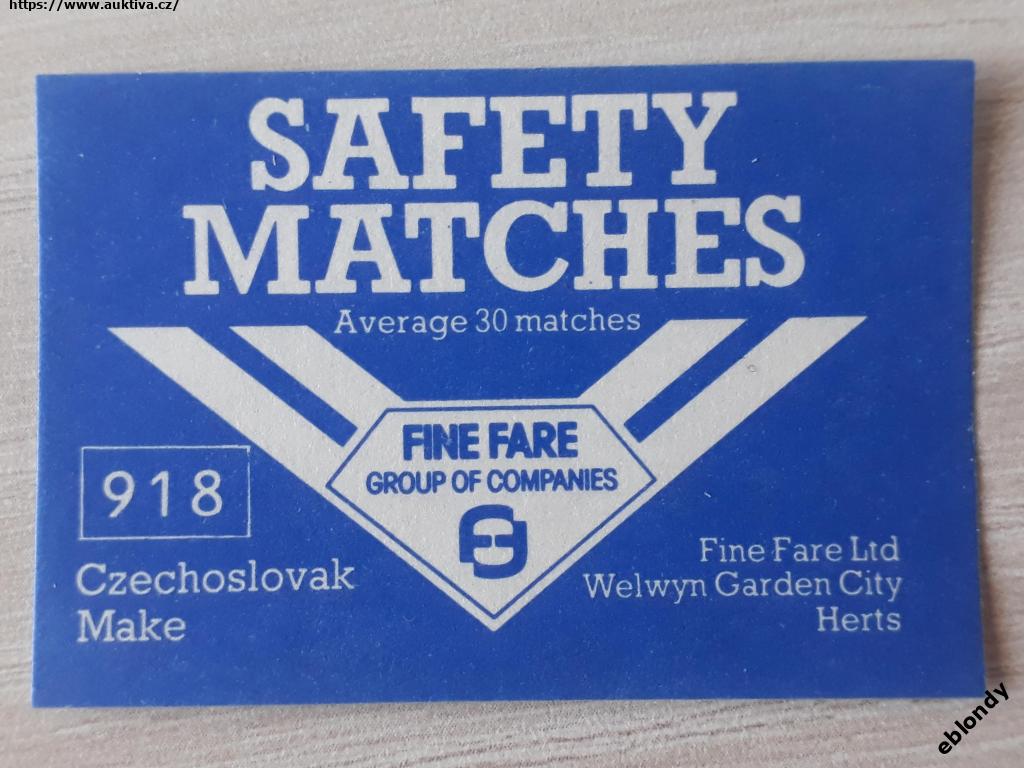 https://www.auktiva.cz/
SAFETY
MATCHES
Average 30 matches
FINE FARE
GROUP OF COMPANIES
918
Czechoslovak
Make
Fine Fare Ltd
Welwyn Garden City
Herts
eblondy